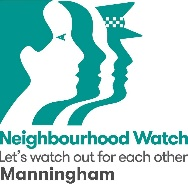 Neighbourhood Watch
Let's watch out for each other
Manningham